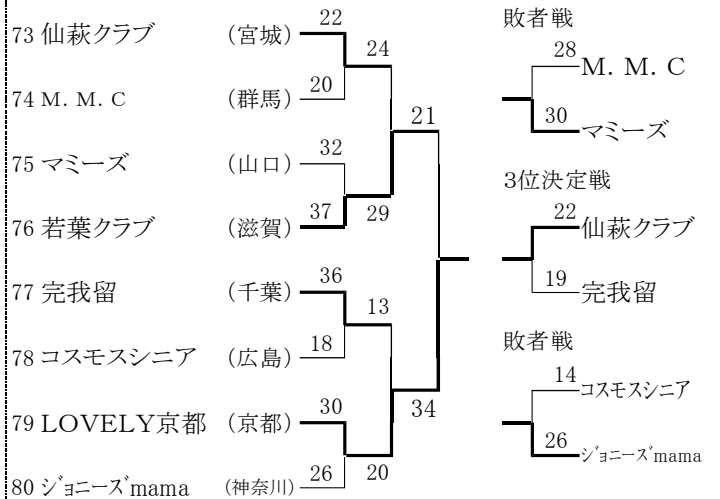 73 仙萩クラブ (宮城) 22
24
74 M. M. C (群馬) 20
21
75 マミーズ (山口) 32
76 若葉クラブ (滋賀) 37
29
77 完我留 (千葉) 36
13
78 コスモスシニア (広島) 18
34
79 LOVELY京都 (京都) 30
20
80 ジョニーズmama (神奈川) 26
敗者戦
28 M. M. C
30 マミーズ
3位決定戦
22 仙萩クラブ
19 完我留
敗者戦
14 コスモスシニア
26 ジョニーズmama